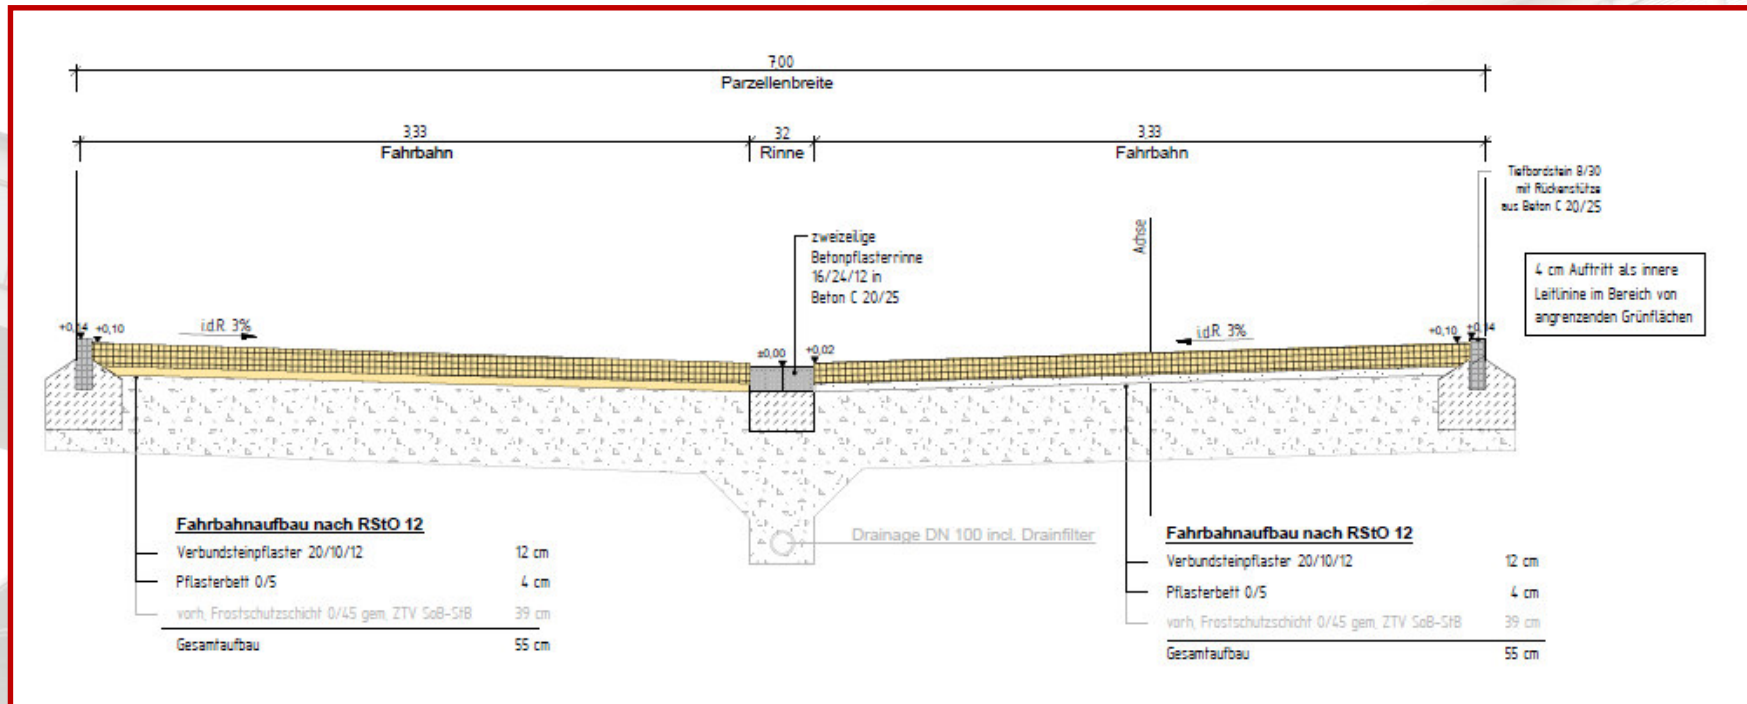 7,00
Parzellenbreite
3,33
Fahrbahn
32
Rinne
3,33
Fahrbahn
Tiefbordstein 8/30
mit Rückenstütze
aus Beton C 20/25
Achse
zweizeilige
Betonpflasterrinne
16/24/12 in
Beton C 20/25
4 cm Auftritt als innere
Leitlinine im Bereich von
angrenzenden Grünflächen
+0,14
+0,10
i.d.R. 3%
±0,00
+0,02
i.d.R. 3%
+0,10
+0,14
Fahrbahnaufbau nach RStO 12
Verbundsteinpflaster 20/10/12 12 cm
Pflasterbett 0/5 4 cm
vorh. Frostschutzschicht 0/45 gem. ZTV SoB-StB 39 cm
Gesamtaufbau 55 cm
Drainage DN 100 incl. Drainfilter
Fahrbahnaufbau nach RStO 12
Verbundsteinpflaster 20/10/12 12 cm
Pflasterbett 0/5 4 cm
vorh. Frostschutzschicht 0/45 gem. ZTV SoB-StB 39 cm
Gesamtaufbau 55 cm